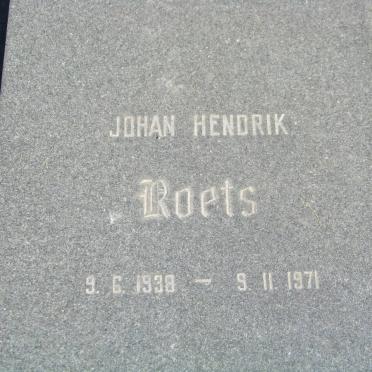 JOHAN HENDRIK
Roets
9. 6. 1938 – 9. 11 1971